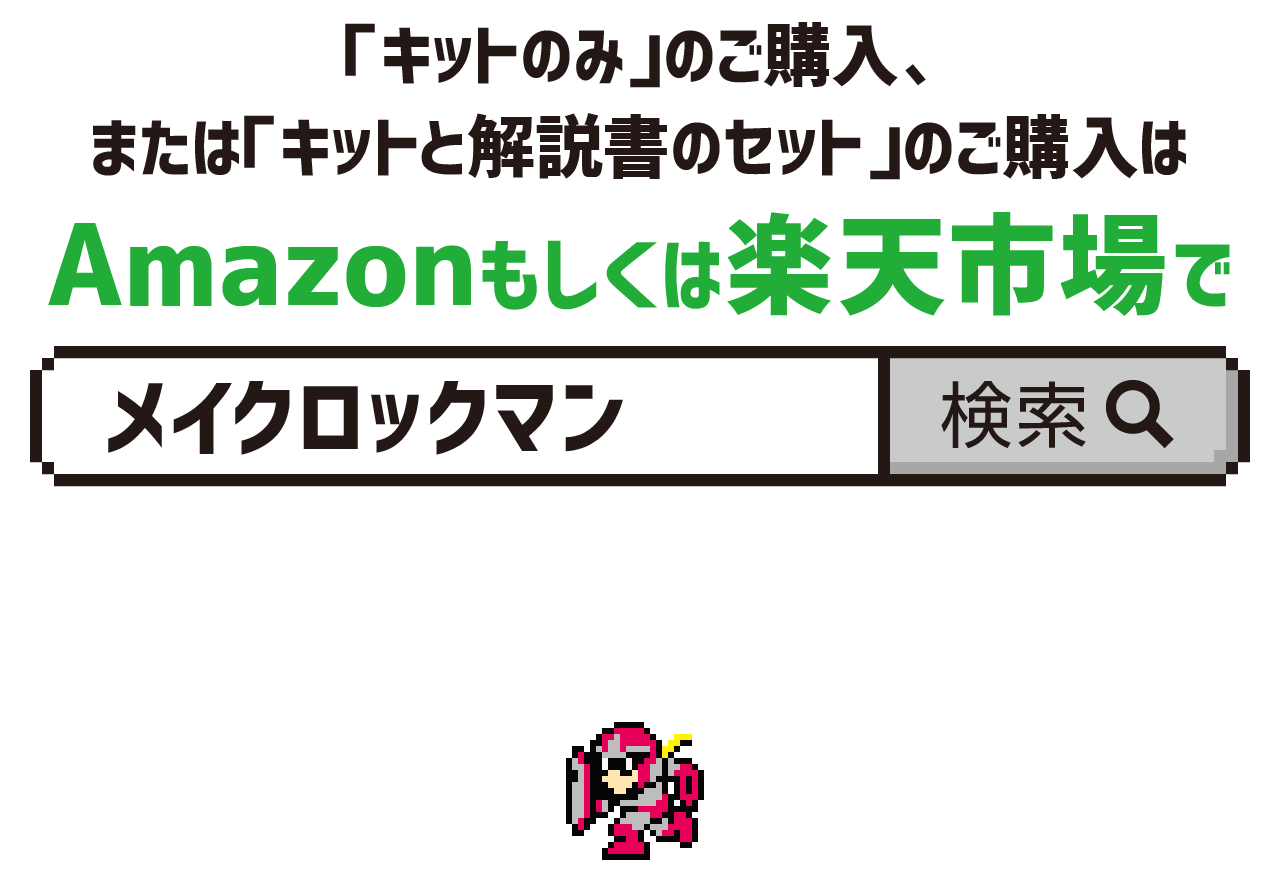 「キットのみ」のご購入、
または「キットと解説書のセット」のご購入は
Amazonもしくは楽天市場で
メイクロックマン 検索